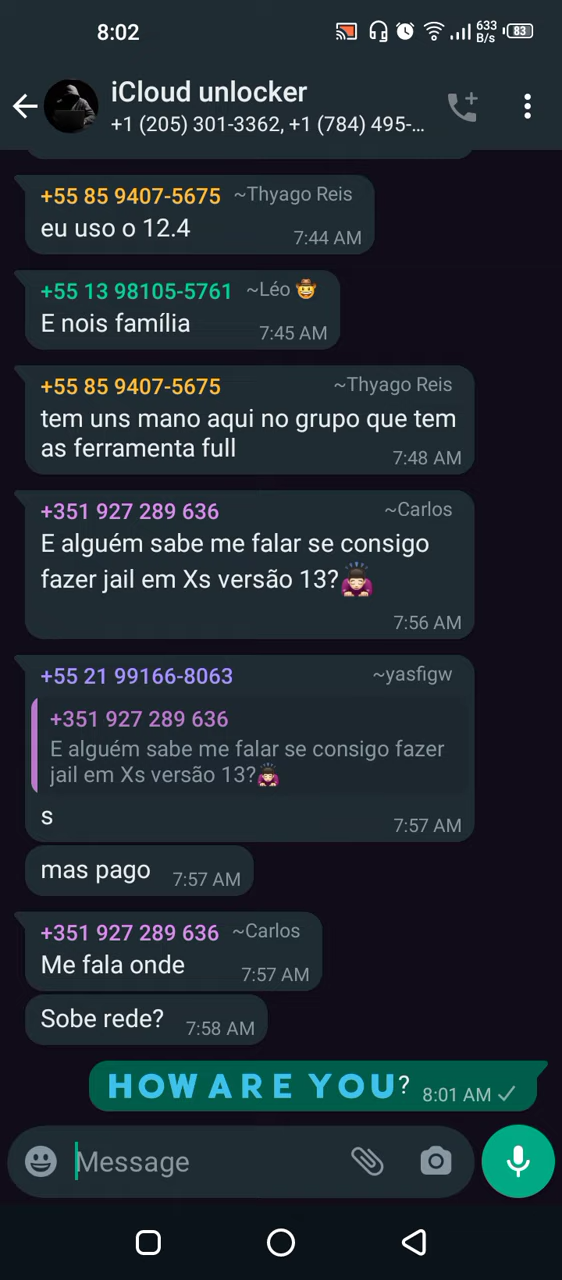 8:02
633
B/s
83
iCloud unlocker
+1 (205) 301-3362, +1 (784) 495-...
+55 85 9407-5675 ~Thyago Reis
eu uso o 12.4
7:44 AM
+55 13 98105-5761 ~Léo 🤠
E nois família
7:45 AM
+55 85 9407-5675 ~Thyago Reis
tem uns mano aqui no grupo que tem
as ferramenta full
7:48 AM
+351 927 289 636 ~Carlos
E alguém sabe me falar se consigo
fazer jail em Xs versão 13?🙇🏻‍♀️
7:56 AM
+55 21 99166-8063 ~yasfigw
+351 927 289 636
E alguém sabe me falar se consigo fazer
jail em Xs versão 13?🙇🏻‍♀️
s
7:57 AM
mas pago 7:57 AM
+351 927 289 636 ~Carlos
Me fala onde
7:57 AM
Sobe rede? 7:58 AM
HOW ARE YOU? 8:01 AM
Message